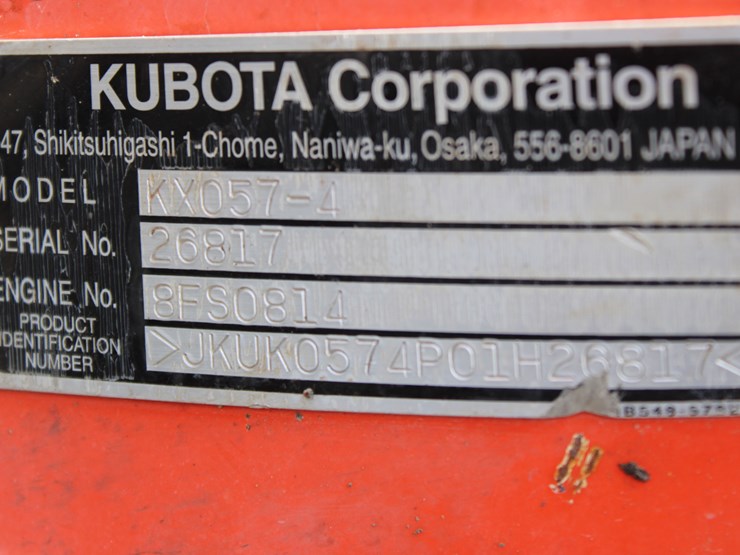 KUBOTA Corporation
47, Shikitsuhigashi 1-Chome, Naniwa-ku, Osaka, 556-8601 JAPAN
MODEL KX057-4
SERIAL No. 26817
ENGINE No. 8FS0814
PRODUCT IDENTIFICATION NUMBER >JKUK0574P01H26817<